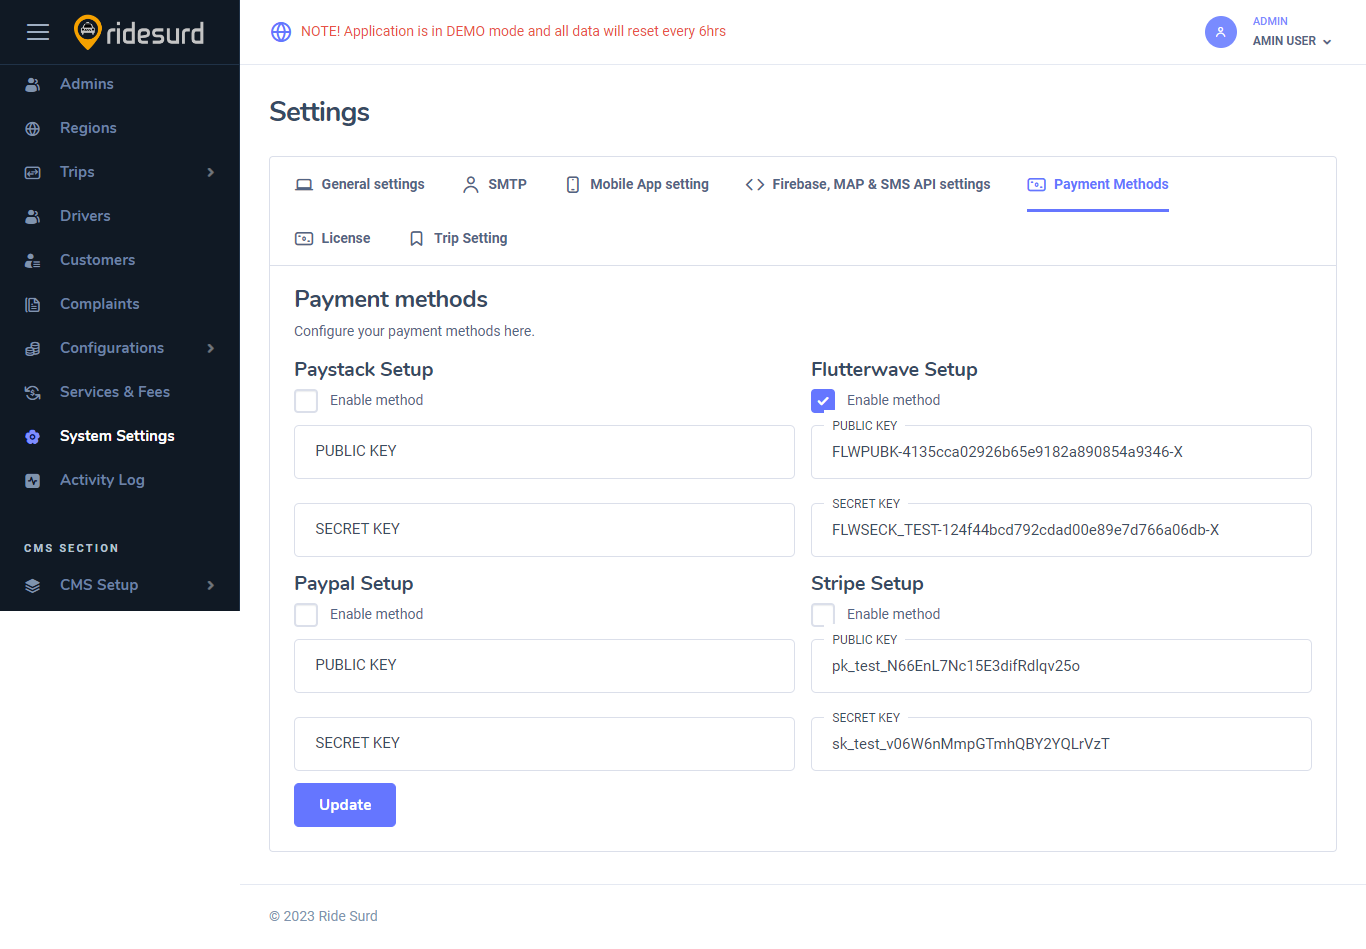 ridesurd
NOTE! Application is in DEMO mode and all data will reset every 6hrs
ADMIN
AMIN USER
Admins
Regions
Trips
Drivers
Customers
Complaints
Configurations
Services & Fees
System Settings
Activity Log
CMS SECTION
CMS Setup
Settings
General settings
SMTP
Mobile App setting
Firebase, MAP & SMS API settings
Payment Methods
License
Trip Setting
Payment methods
Configure your payment methods here.
Paystack Setup
Enable method
PUBLIC KEY
SECRET KEY
Flutterwave Setup
Enable method
PUBLIC KEY
FLWPUBK-4135cca02926b65e9182a890854a9346-X
SECRET KEY
FLWSECK_TEST-124f44bcd792cdad00e89e7d766a06db-X
Paypal Setup
Enable method
PUBLIC KEY
SECRET KEY
Stripe Setup
Enable method
PUBLIC KEY
pk_test_N66EnL7Nc15E3difRdlqv25o
SECRET KEY
sk_test_v06W6nMmpGTmhQBY2YQLrVzT
Update
© 2023 Ride Surd